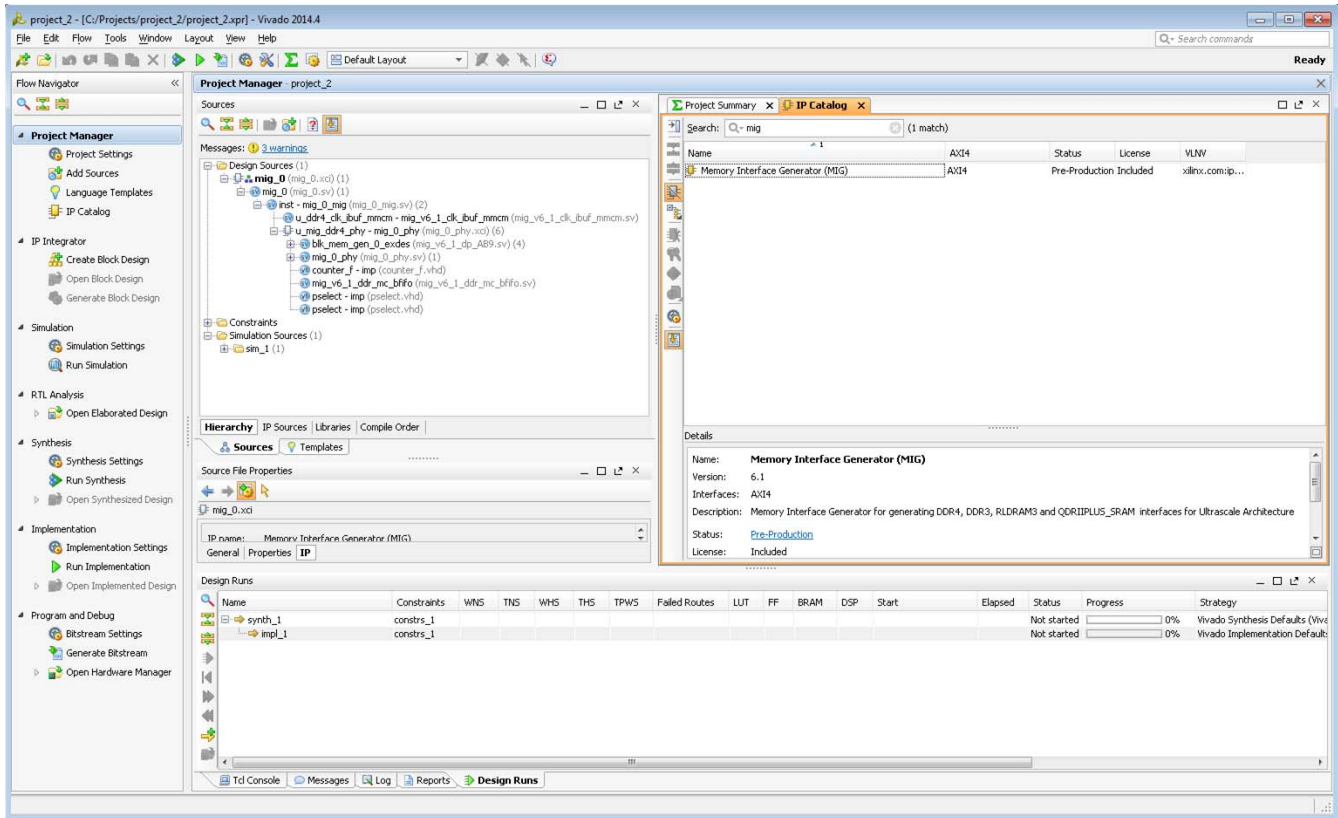 project_2 - [C:/Projects/project_2/project_2.xpr] - Vivado 2014.4
File Edit Flow Tools Window Layout View Help
Search commands
Default Layout
Ready
Flow Navigator
Project Manager
Project Settings
Add Sources
Language Templates
IP Catalog
IP Integrator
Create Block Design
Open Block Design
Generate Block Design
Simulation
Simulation Settings
Run Simulation
RTL Analysis
Open Elaborated Design
Synthesis
Synthesis Settings
Run Synthesis
Open Synthesized Design
Implementation
Implementation Settings
Run Implementation
Open Implemented Design
Program and Debug
Bitstream Settings
Generate Bitstream
Open Hardware Manager
Project Manager - project_2
Sources
Messages: 3 warnings
Design Sources (1)
mig_0 (mig_0.xci) (1)
mig_0 (mig_0.sv) (1)
inst - mig_0_mig (mig_0_mig.sv) (2)
u_ddr4_clk_ibuf_mmcm - mig_v6_1_clk_ibuf_mmcm (mig_v6_1_clk_ibuf_mmcm.sv)
u_mig_ddr4_phy - mig_0_phy (mig_0_phy.xci) (6)
blk_mem_gen_0_exdes (mig_v6_1_dp_AB9.sv) (4)
mig_0_phy (mig_0_phy.sv) (1)
counter_f - imp (counter_f.vhd)
mig_v6_1_ddr_mc_bfifo (mig_v6_1_ddr_mc_bfifo.sv)
pselect - imp (pselect.vhd)
pselect - imp (pselect.vhd)
Constraints
Simulation Sources (1)
sim_1 (1)
Hierarchy IP Sources Libraries Compile Order
Sources Templates
Source File Properties
mig_0.xci
IP name: Memory Interface Generator (MIG)
General Properties IP
Project Summary IP Catalog
Search: mig (1 match)
Name 1 AXI4 Status License VLNV
Memory Interface Generator (MIG) AXI4 Pre-Production Included xilinx.com:ip...
Details
Name: Memory Interface Generator (MIG)
Version: 6.1
Interfaces: AXI4
Description: Memory Interface Generator for generating DDR4, DDR3, RLDRAM3 and QDRIIPLUS_SRAM interfaces for Ultrascale Architecture
Status: Pre-Production
License: Included
Design Runs
Name Constraints WNS TNS WHS THS TPWS Failed Routes LUT FF BRAM DSP Start Elapsed Status Progress Strategy
synth_1 constrs_1 Not started 0% Vivado Synthesis Defaults (Viva
impl_1 constrs_1 Not started 0% Vivado Implementation Default
Tcl Console Messages Log Reports Design Runs